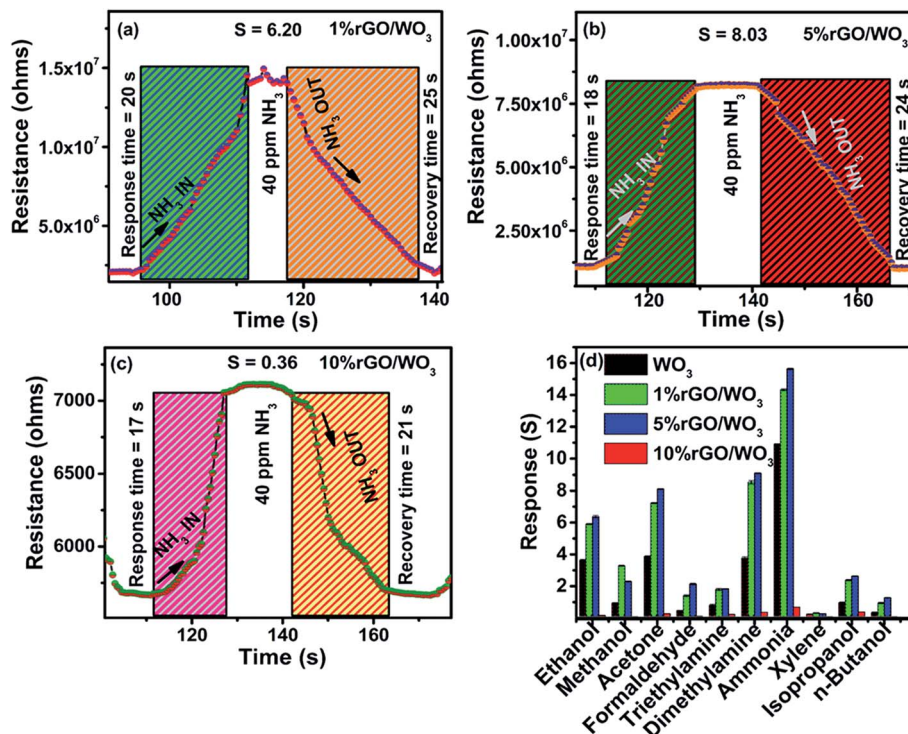 (a)
S = 6.20
1%rGO/WO3
Resistance (ohms)
1.5x10^7
1.0x10^7
5.0x10^6
Response time = 20 s
NH3 IN
40 ppm NH3
NH3 OUT
Recovery time = 25 s
100
120
140
Time (s)
(b)
S = 8.03
5%rGO/WO3
Resistance (ohms)
1.00x10^7
7.50x10^6
5.00x10^6
2.50x10^6
0.00
Response time = 18 s
NH3 IN
40 ppm NH3
NH3 OUT
Recovery time = 24 s
120
140
160
Time (s)
(c)
S = 0.36
10%rGO/WO3
Resistance (ohms)
7000
6500
6000
Response time = 17 s
NH3 IN
40 ppm NH3
NH3 OUT
Recovery time = 21 s
120
140
160
Time (s)
(d)
WO3
1%rGO/WO3
5%rGO/WO3
10%rGO/WO3
Response (S)
16
14
12
10
8
6
4
2
Ethanol
Methanol
Acetone
Formaldehyde
Triethylamine
Dimethylamine
Ammonia
Xylene
Isopropanol
n-Butanol